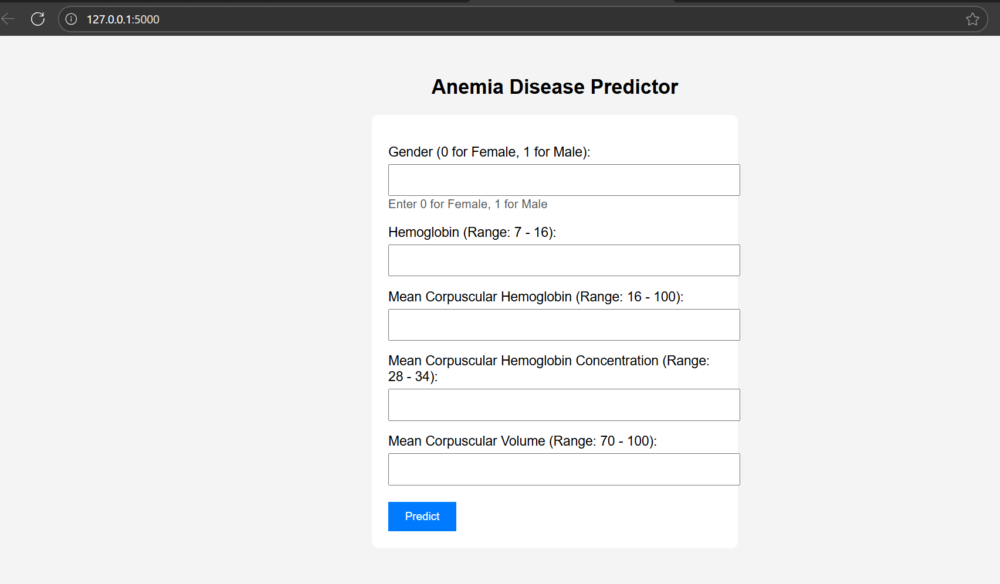 127.0.0.1:5000
Anemia Disease Predictor
Gender (0 for Female, 1 for Male):
Enter 0 for Female, 1 for Male
Hemoglobin (Range: 7 - 16):
Mean Corpuscular Hemoglobin (Range: 16 - 100):
Mean Corpuscular Hemoglobin Concentration (Range:
28 - 34):
Mean Corpuscular Volume (Range: 70 - 100):
Predict